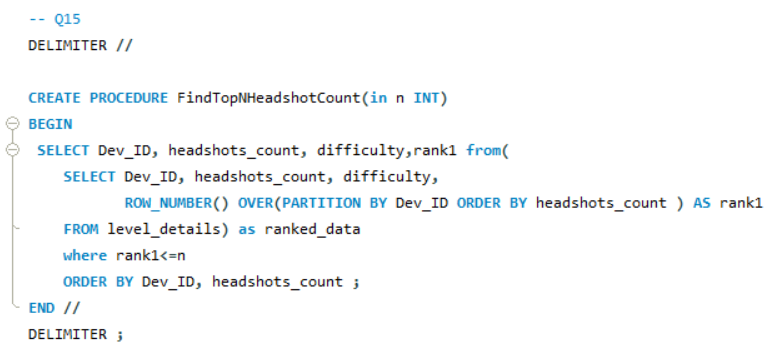 -- Q15
DELIMITER //
CREATE PROCEDURE FindTopNHeadshotCount(in n INT)
BEGIN
SELECT Dev_ID, headshots_count, difficulty,rank1 from(
SELECT Dev_ID, headshots_count, difficulty,
ROW_NUMBER() OVER(PARTITION BY Dev_ID ORDER BY headshots_count ) AS rank1
FROM level_details) as ranked_data
where rank1<=n
ORDER BY Dev_ID, headshots_count ;
END //
DELIMITER ;